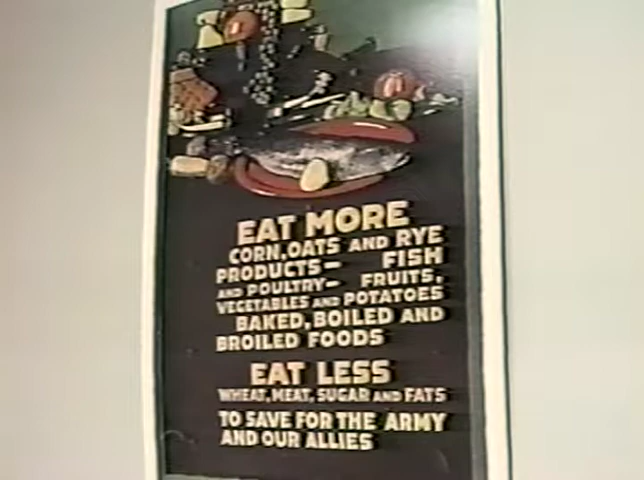 EAT MORE
CORN, OATS AND RYE
PRODUCTS — FISH
AND POULTRY — FRUITS,
VEGETABLES AND POTATOES
BAKED, BOILED AND
BROILED FOODS
EAT LESS
WHEAT, MEAT, SUGAR AND FATS
TO SAVE FOR THE ARMY
AND OUR ALLIES